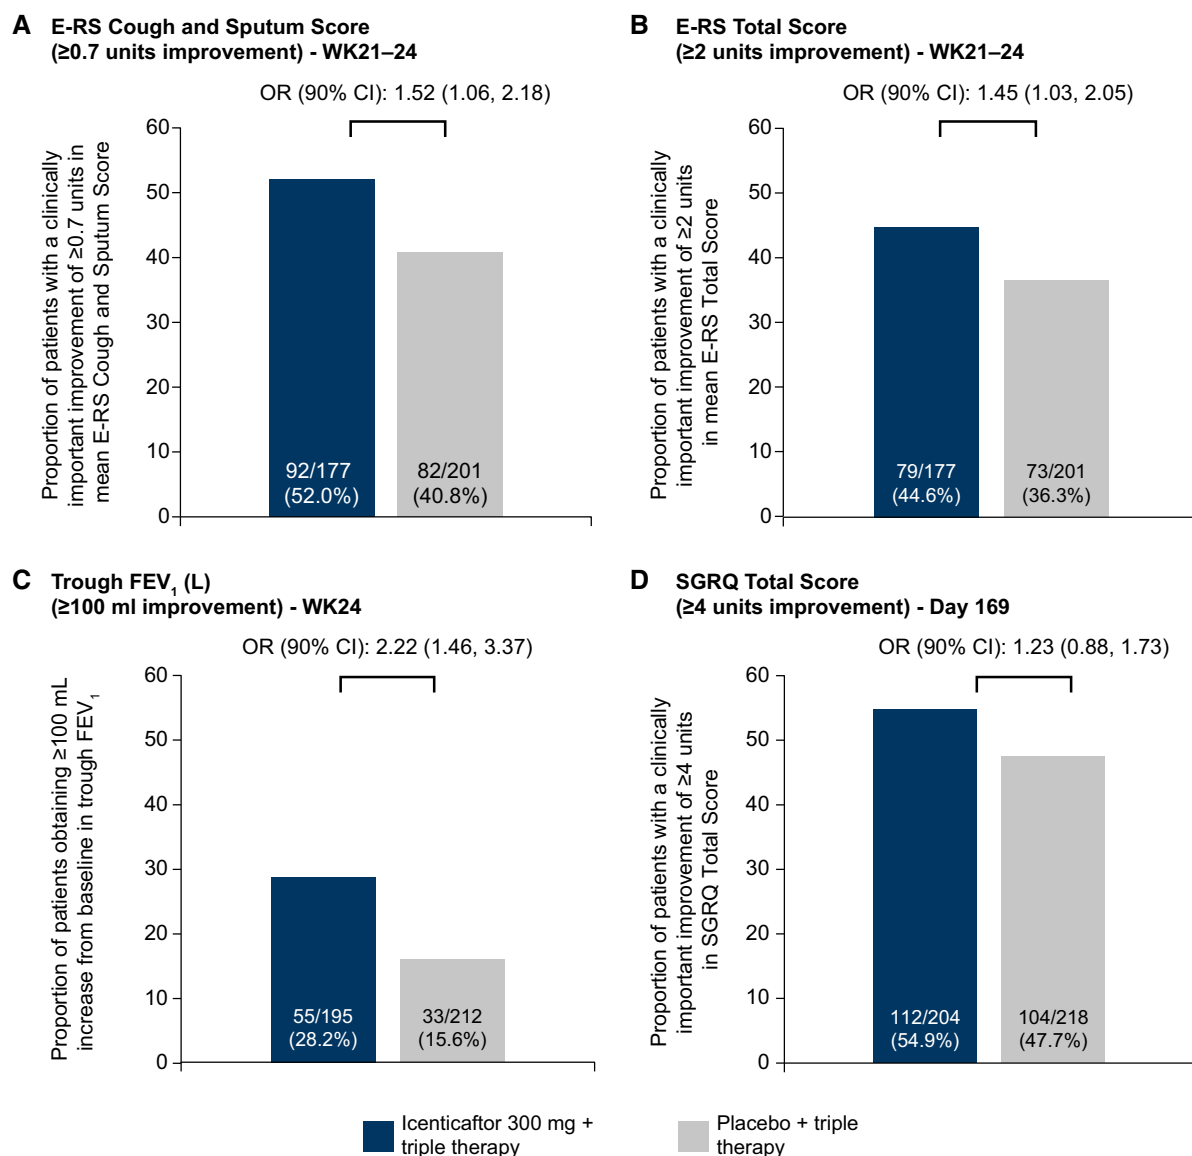 A E-RS Cough and Sputum Score
(≥0.7 units improvement) - WK21–24
OR (90% CI): 1.52 (1.06, 2.18)
Proportion of patients with a clinically
important improvement of ≥0.7 units in
mean E-RS Cough and Sputum Score
60
50
40
30
20
10
0
92/177
(52.0%)
82/201
(40.8%)
B E-RS Total Score
(≥2 units improvement) - WK21–24
OR (90% CI): 1.45 (1.03, 2.05)
Proportion of patients with a clinically
important improvement of ≥2 units
in mean E-RS Total Score
60
50
40
30
20
10
0
79/177
(44.6%)
73/201
(36.3%)
C Trough FEV₁ (L)
(≥100 ml improvement) - WK24
OR (90% CI): 2.22 (1.46, 3.37)
Proportion of patients obtaining ≥100 mL
increase from baseline in trough FEV₁
60
50
40
30
20
10
0
55/195
(28.2%)
33/212
(15.6%)
D SGRQ Total Score
(≥4 units improvement) - Day 169
OR (90% CI): 1.23 (0.88, 1.73)
Proportion of patients with a clinically
important improvement of ≥4 units
in SGRQ Total Score
60
50
40
30
20
10
0
112/204
(54.9%)
104/218
(47.7%)
Icenticaftor 300 mg +
triple therapy
Placebo + triple
therapy